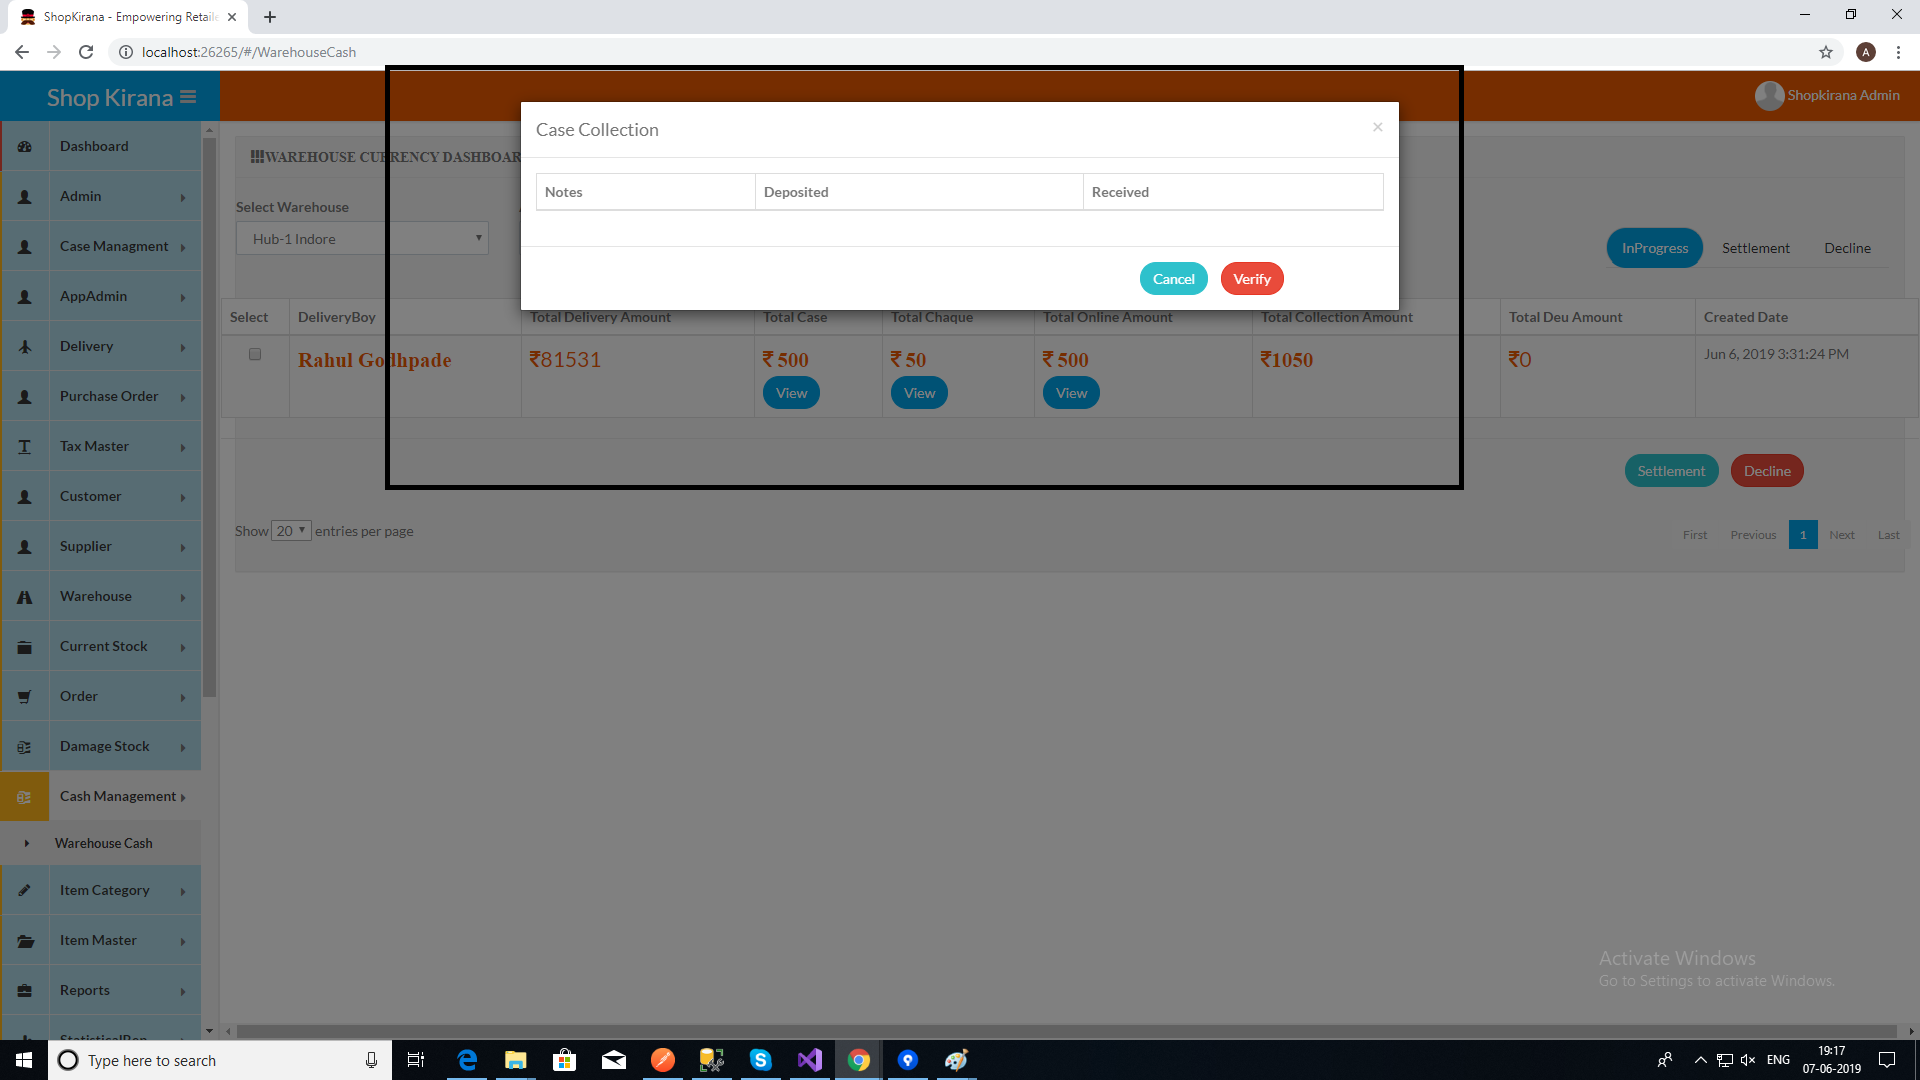 ShopKirana - Empowering Retaile
localhost:26265/#/WarehouseCash
A
Shop Kirana
Shopkirana Admin
Case Collection
×
Notes Deposited Received
Cancel Verify
WAREHOUSE CURRENCY DASHBOAR
Select Warehouse
Hub-1 Indore
InProgress Settlement Decline
Select DeliveryBoy Total Delivery Amount Total Case Total Chaque Total Online Amount Total Collection Amount Total Deu Amount Created Date
Rahul Godhpade ₹81531 ₹ 500 ₹ 50 ₹ 500 ₹1050 ₹0 Jun 6, 2019 3:31:24 PM
View View View
Settlement Decline
Show 20 entries per page
First Previous 1 Next Last
Dashboard
Admin
Case Managment
AppAdmin
Delivery
Purchase Order
Tax Master
Customer
Supplier
Warehouse
Current Stock
Order
Damage Stock
Cash Management
Warehouse Cash
Item Category
Item Master
Reports
StatisticalRep
Activate Windows
Go to Settings to activate Windows.
Type here to search
ENG
19:17
07-06-2019